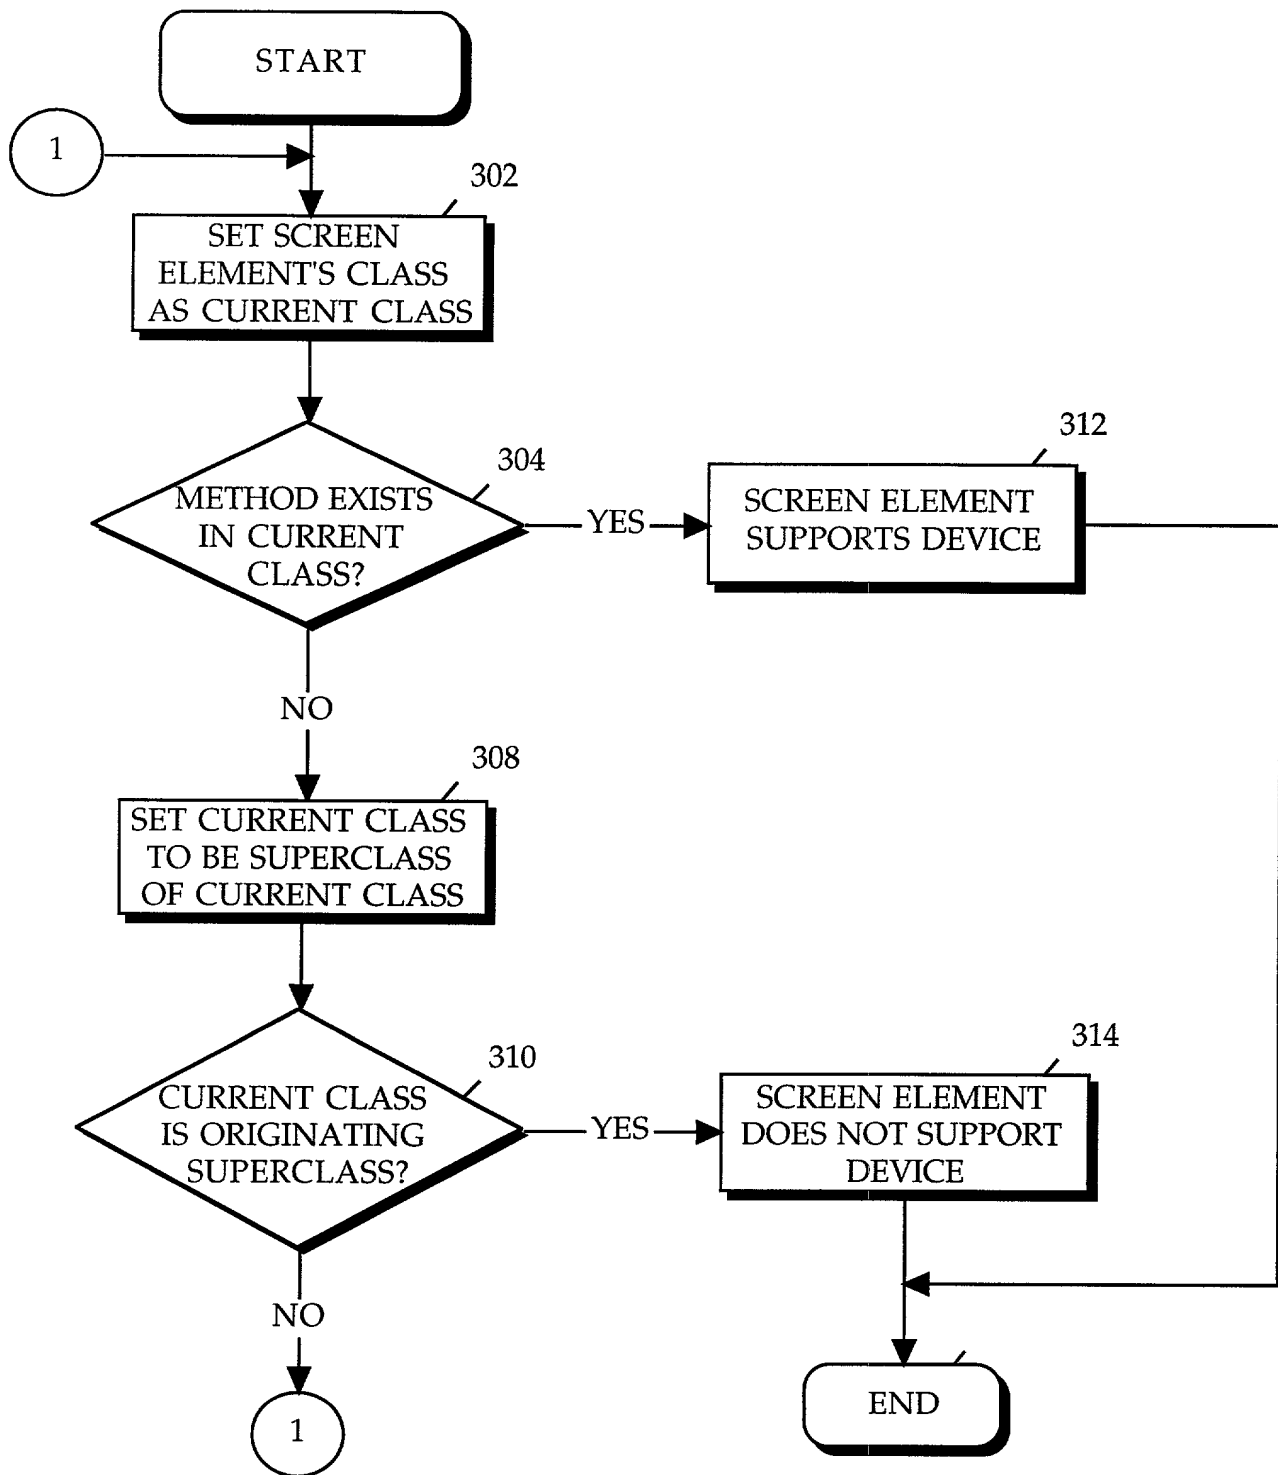 START
1
302
SET SCREEN
ELEMENT'S CLASS
AS CURRENT CLASS
304
METHOD EXISTS
IN CURRENT
CLASS?
YES
312
SCREEN ELEMENT
SUPPORTS DEVICE
NO
308
SET CURRENT CLASS
TO BE SUPERCLASS
OF CURRENT CLASS
310
CURRENT CLASS
IS ORIGINATING
SUPERCLASS?
YES
314
SCREEN ELEMENT
DOES NOT SUPPORT
DEVICE
NO
1
END